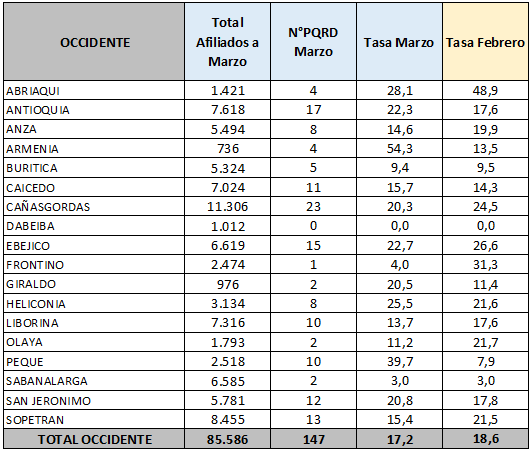 OCCIDENTE Total Afiliados a Marzo N°PQRD Marzo Tasa Marzo Tasa Febrero
ABRIAQUI 1.421 4 28,1 48,9
ANTIOQUIA 7.618 17 22,3 17,6
ANZA 5.494 8 14,6 19,9
ARMENIA 736 4 54,3 13,5
BURITICA 5.324 5 9,4 9,5
CAICEDO 7.024 11 15,7 14,3
CAÑASGORDAS 11.306 23 20,3 24,5
DABEIBA 1.012 0 0,0 0,0
EBEJICO 6.619 15 22,7 26,6
FRONTINO 2.474 1 4,0 31,3
GIRALDO 976 2 20,5 11,4
HELICONIA 3.134 8 25,5 21,6
LIBORINA 7.316 10 13,7 17,6
OLAYA 1.793 2 11,2 21,7
PEQUE 2.518 10 39,7 7,9
SABANALARGA 6.585 2 3,0 3,0
SAN JERONIMO 5.781 12 20,8 17,8
SOPETRAN 8.455 13 15,4 21,5
TOTAL OCCIDENTE 85.586 147 17,2 18,6